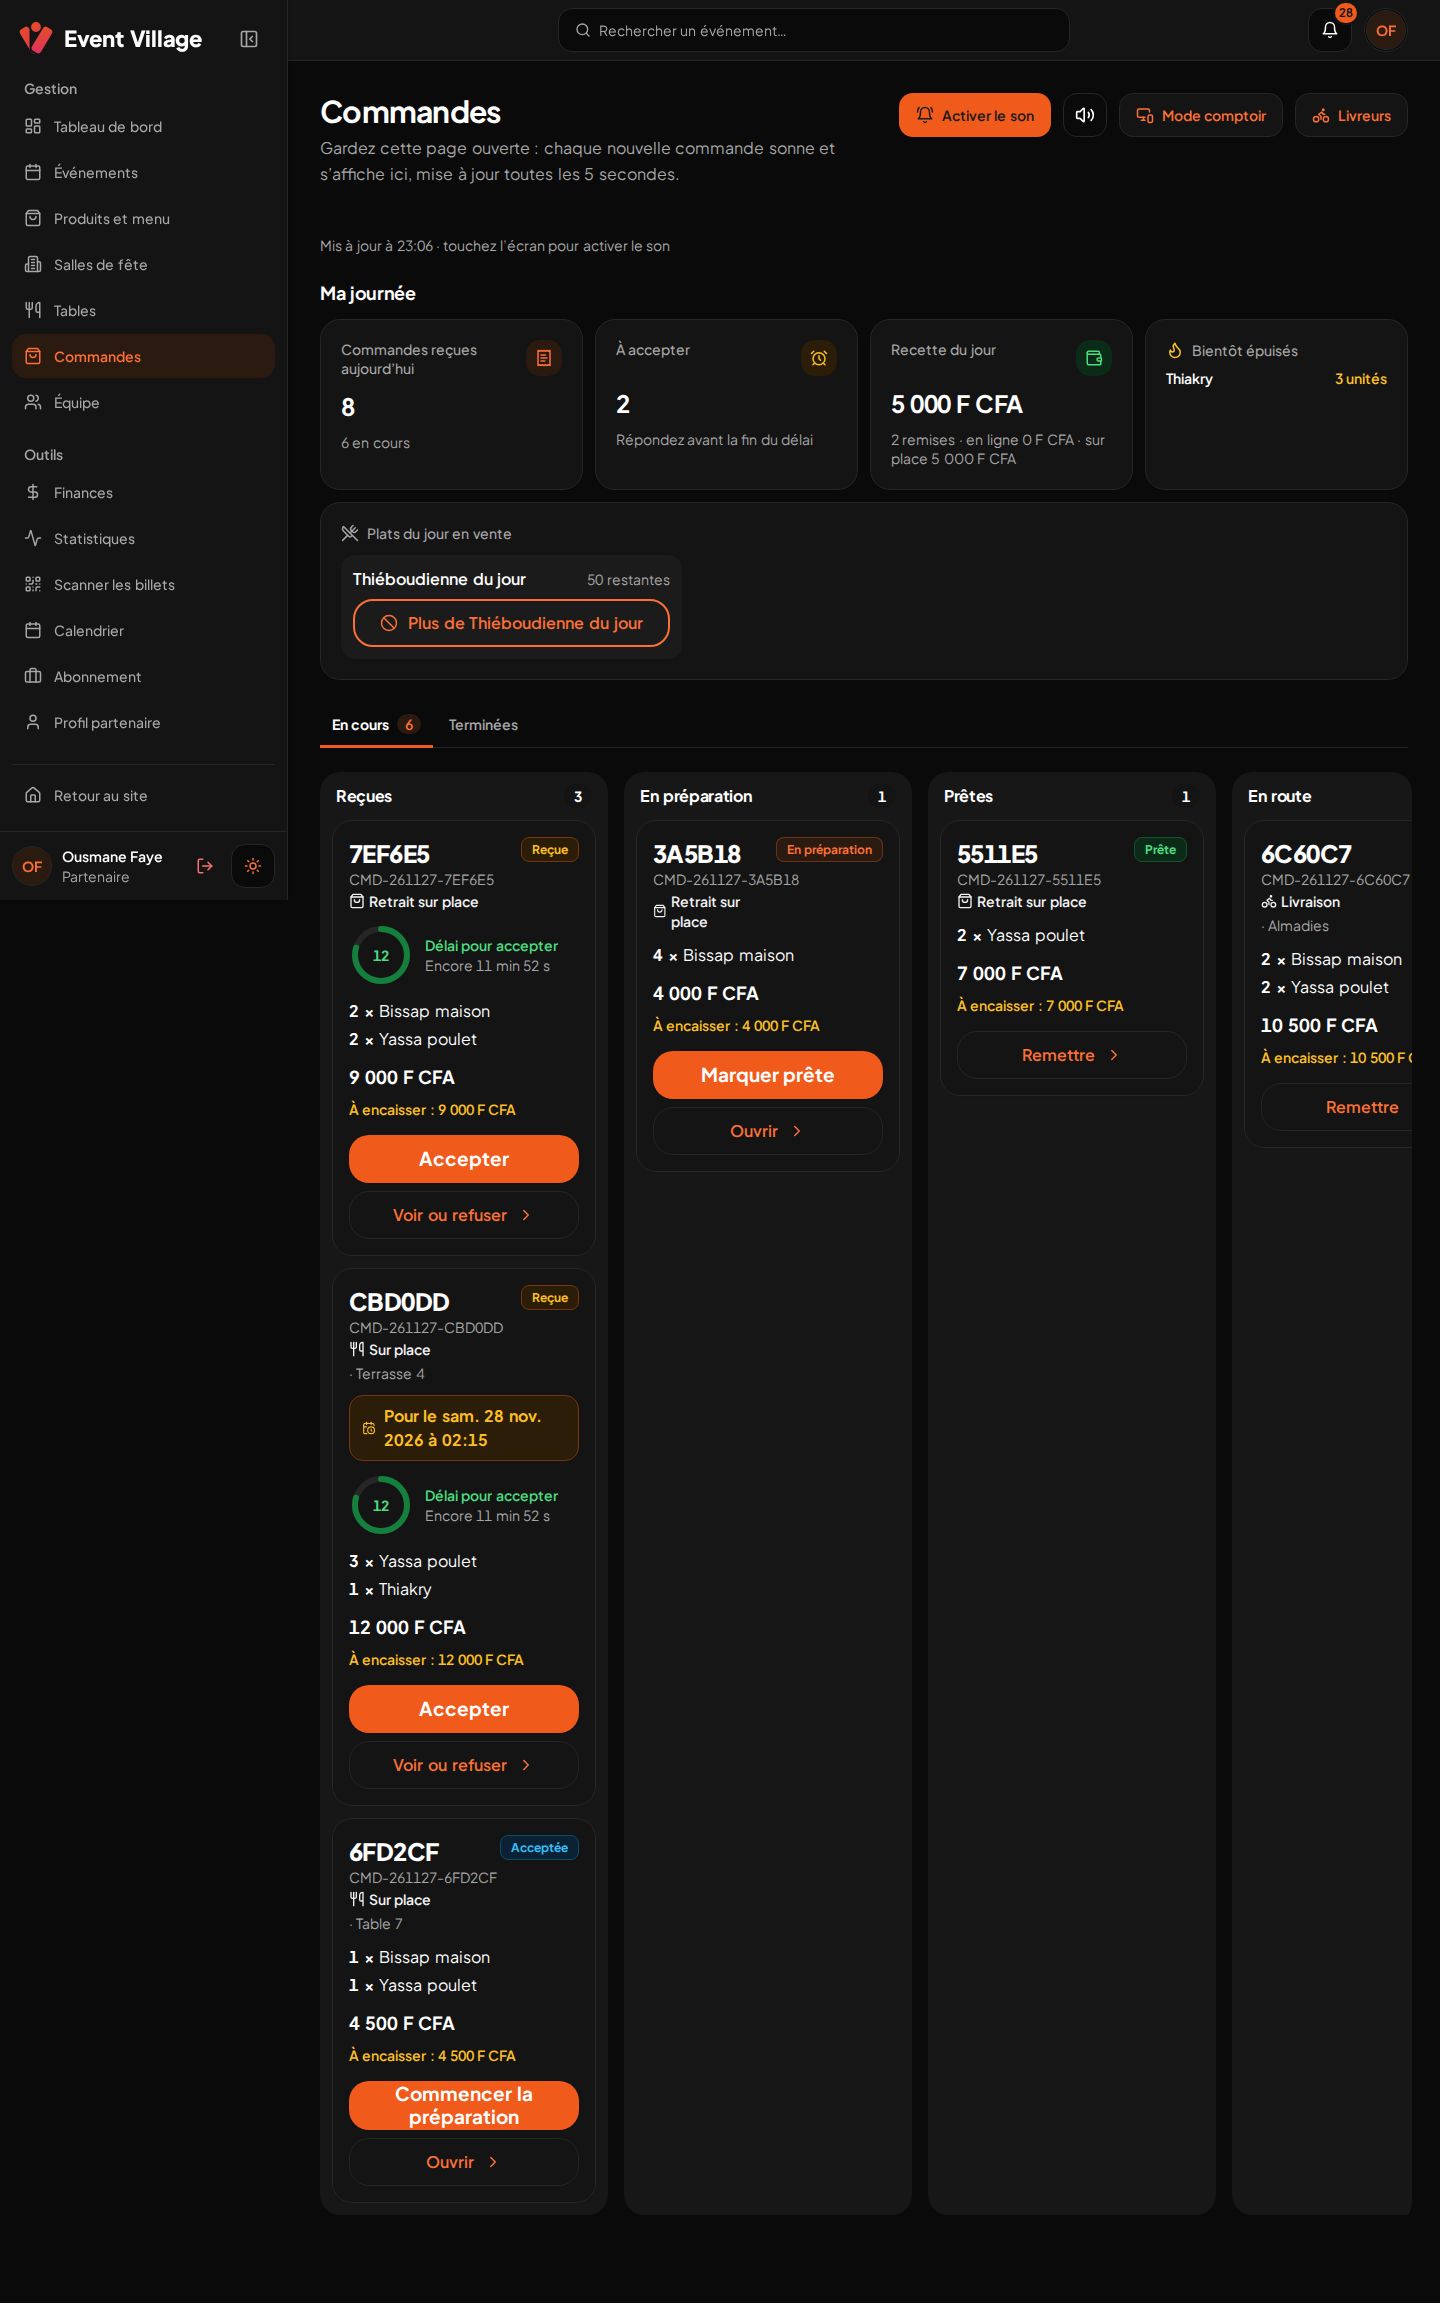 Event Village
Gestion
Tableau de bord
Événements
Produits et menu
Salles de fête
Tables
Commandes
Équipe
Outils
Finances
Statistiques
Scanner les billets
Calendrier
Abonnement
Profil partenaire
Retour au site
OF
Ousmane Faye
Partenaire
Rechercher un événement...
28
OF
Commandes
Gardez cette page ouverte : chaque nouvelle commande sonne et
s’affiche ici, mise à jour toutes les 5 secondes.
Activer le son
Mode comptoir
Livreurs
Mis à jour à 23:06 · touchez l’écran pour activer le son
Ma journée
Commandes reçues
aujourd’hui
8
6 en cours
À accepter
2
Répondez avant la fin du délai
Recette du jour
5 000 F CFA
2 remises · en ligne 0 F CFA · sur
place 5 000 F CFA
Bientôt épuisés
Thiakry 3 unités
Plats du jour en vente
Thiéboudienne du jour 50 restantes
Plus de Thiéboudienne du jour
En cours 6
Terminées
Reçues 3
7EF6E5 Reçue
CMD-261127-7EF6E5
Retrait sur place
12
Délai pour accepter
Encore 11 min 52 s
2 × Bissap maison
2 × Yassa poulet
9 000 F CFA
À encaisser : 9 000 F CFA
Accepter
Voir ou refuser
CBD0DD Reçue
CMD-261127-CBD0DD
Sur place
· Terrasse 4
Pour le sam. 28 nov.
2026 à 02:15
12
Délai pour accepter
Encore 11 min 52 s
3 × Yassa poulet
1 × Thiakry
12 000 F CFA
À encaisser : 12 000 F CFA
Accepter
Voir ou refuser
6FD2CF Acceptée
CMD-261127-6FD2CF
Sur place
· Table 7
1 × Bissap maison
1 × Yassa poulet
4 500 F CFA
À encaisser : 4 500 F CFA
Commencer la
préparation
Ouvrir
En préparation 1
3A5B18 En préparation
CMD-261127-3A5B18
Retrait sur
place
4 × Bissap maison
4 000 F CFA
À encaisser : 4 000 F CFA
Marquer prête
Ouvrir
Prêtes 1
5511E5 Prête
CMD-261127-5511E5
Retrait sur place
2 × Yassa poulet
7 000 F CFA
À encaisser : 7 000 F CFA
Remettre
En route
6C60C7
CMD-261127-6C60C7
Livraison
· Almadies
2 × Bissap maison
2 × Yassa poulet
10 500 F CFA
À encaisser : 10 500 F
Remettre